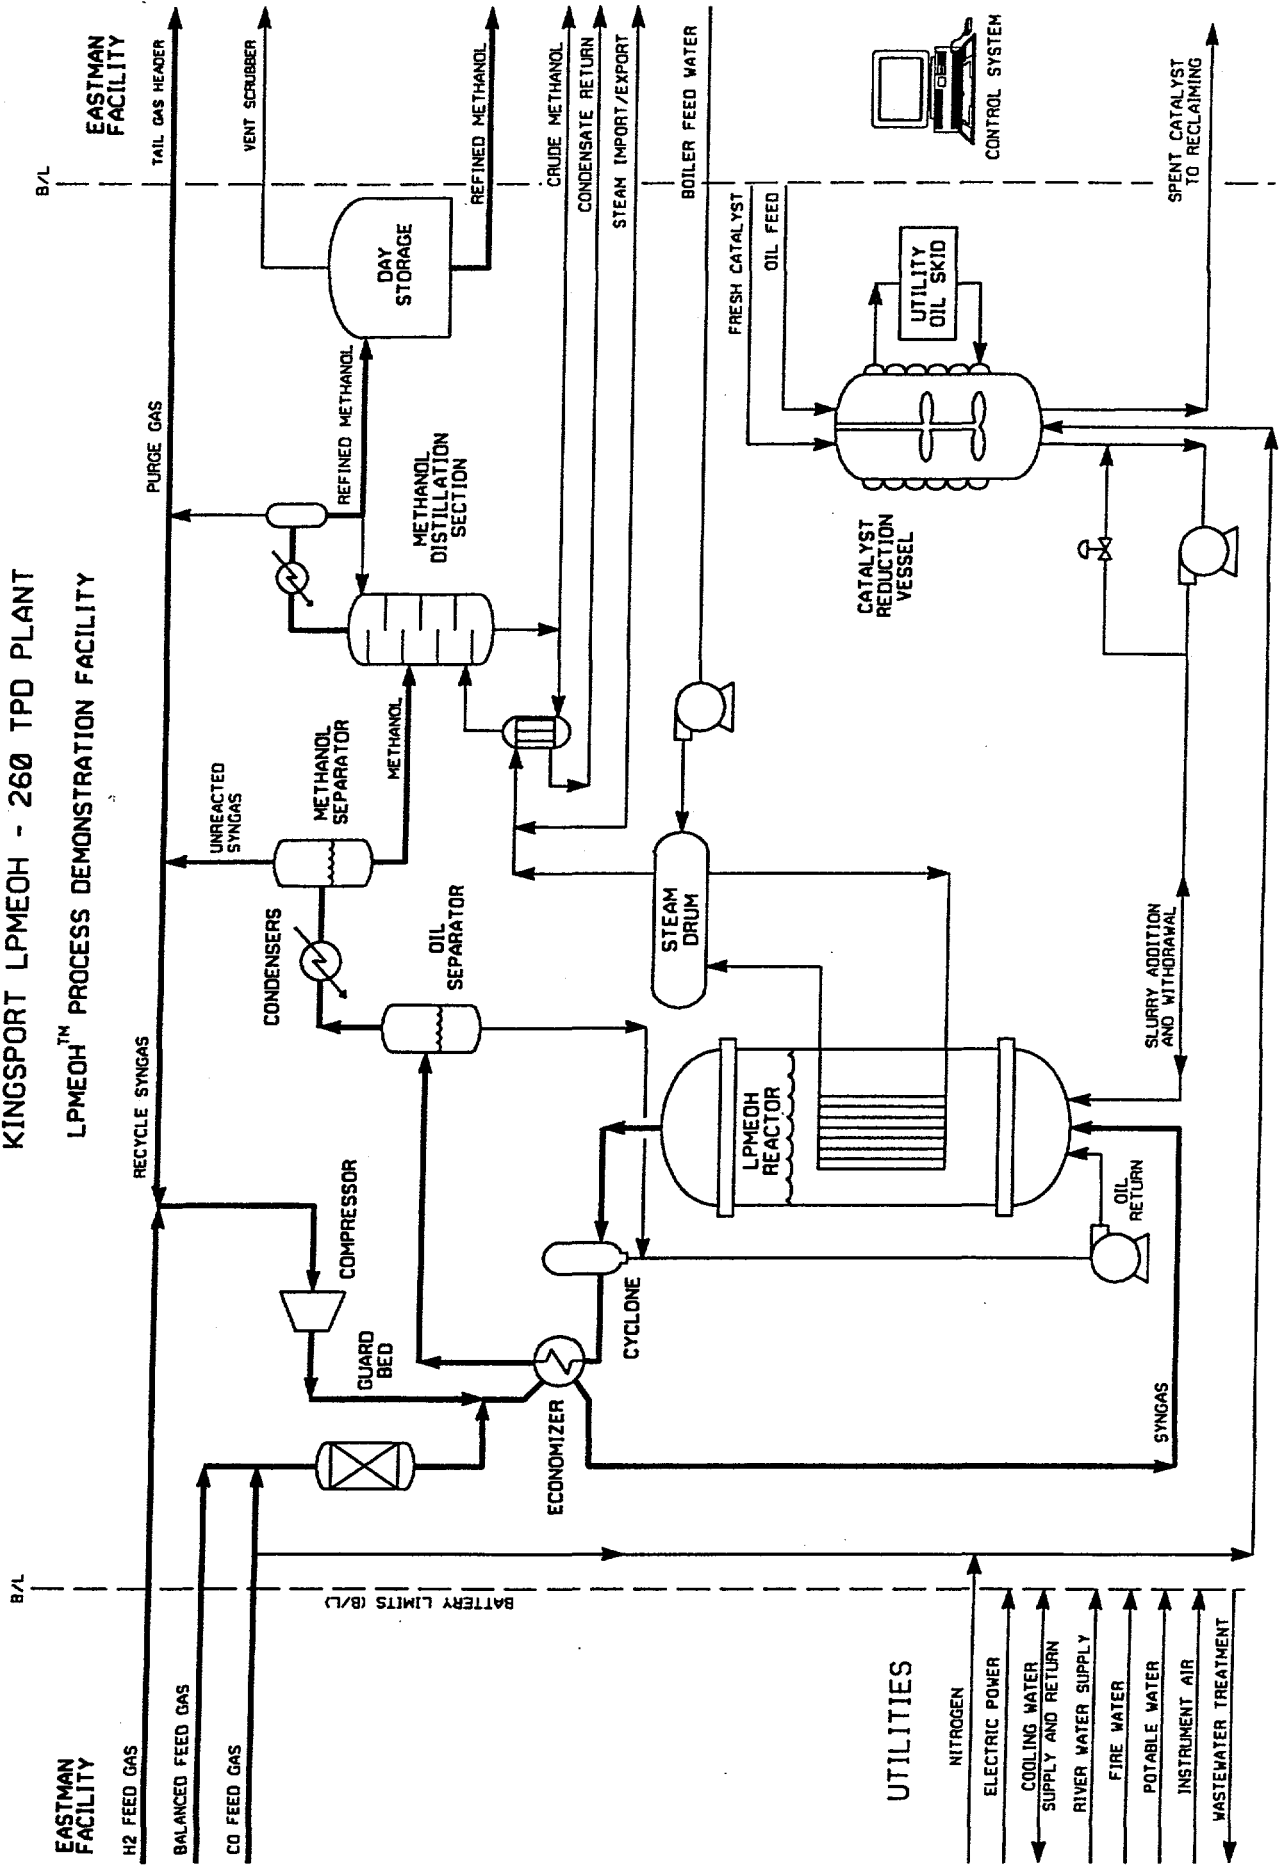 KINGSPORT LPMEOH - 260 TPD PLANT
LPMEOH™ PROCESS DEMONSTRATION FACILITY
EASTMAN
FACILITY
B/L
B/L
EASTMAN
FACILITY
H2 FEED GAS
BALANCED FEED GAS
CO FEED GAS
BATTERY LIMITS (B/L)
RECYCLE SYNGAS
PURGE GAS
TAIL GAS HEADER
VENT SCRUBBER
REFINED METHANOL
CRUDE METHANOL
CONDENSATE RETURN
STEAM IMPORT/EXPORT
BOILER FEED WATER
COMPRESSOR
GUARD
BED
ECONOMIZER
CYCLONE
CONDENSERS
OIL
SEPARATOR
UNREACTED
SYNGAS
METHANOL
SEPARATOR
METHANOL
METHANOL
DISTILLATION
SECTION
REFINED METHANOL
DAY
STORAGE
STEAM
DRUM
LPMEOH
REACTOR
OIL
RETURN
SYNGAS
SLURRY ADDITION
AND WITHDRAWAL
FRESH CATALYST
OIL FEED
UTILITY
OIL SKID
CATALYST
REDUCTION
VESSEL
CONTROL SYSTEM
SPENT CATALYST
TO RECLAIMING
UTILITIES
NITROGEN
ELECTRIC POWER
COOLING WATER
SUPPLY AND RETURN
RIVER WATER SUPPLY
FIRE WATER
POTABLE WATER
INSTRUMENT AIR
WASTEWATER TREATMENT